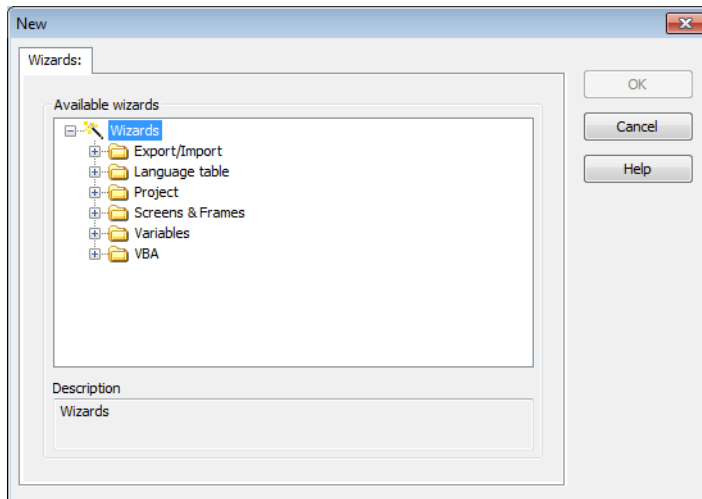 New
Wizards:
Available wizards
Wizards
Export/Import
Language table
Project
Screens & Frames
Variables
VBA
Description
Wizards
OK
Cancel
Help